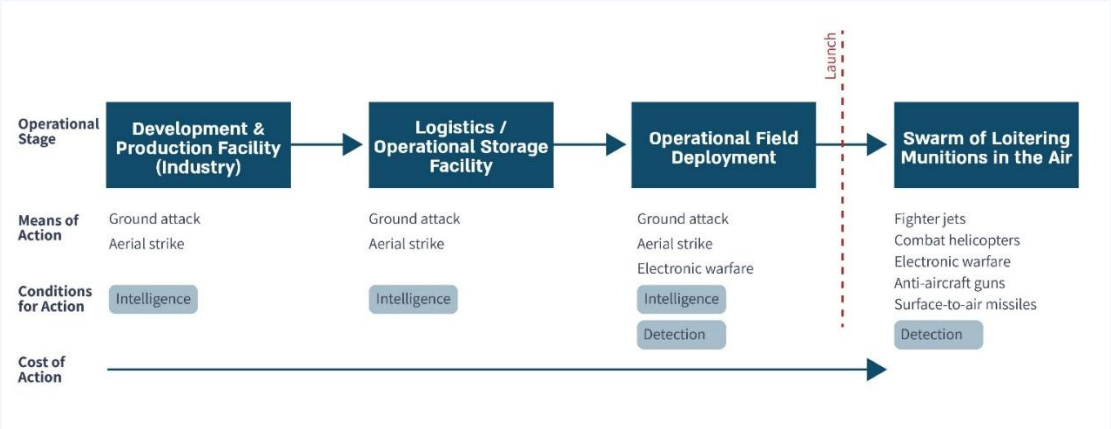 Launch
Operational
Stage
Development &
Production Facility
(Industry)
Logistics /
Operational Storage
Facility
Operational Field
Deployment
Swarm of Loitering
Munitions in the Air
Means of
Action
Ground attack
Aerial strike
Ground attack
Aerial strike
Ground attack
Aerial strike
Electronic warfare
Fighter jets
Combat helicopters
Electronic warfare
Anti-aircraft guns
Surface-to-air missiles
Conditions
for Action
Intelligence
Intelligence
Intelligence
Detection
Detection
Cost of
Action